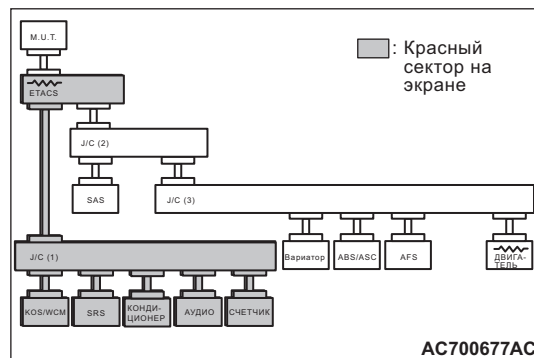 M.U.T.
: Красный
сектор на
экране
ETACS
J/C (2)
SAS
J/C (3)
J/C (1)
Вариатор
ABS/ASC
AFS
ДВИГА-
ТЕЛЬ
KOS/WCM
SRS
КОНДИ-
ЦИОНЕР
АУДИО
СЧЕТЧИК
AC700677AC